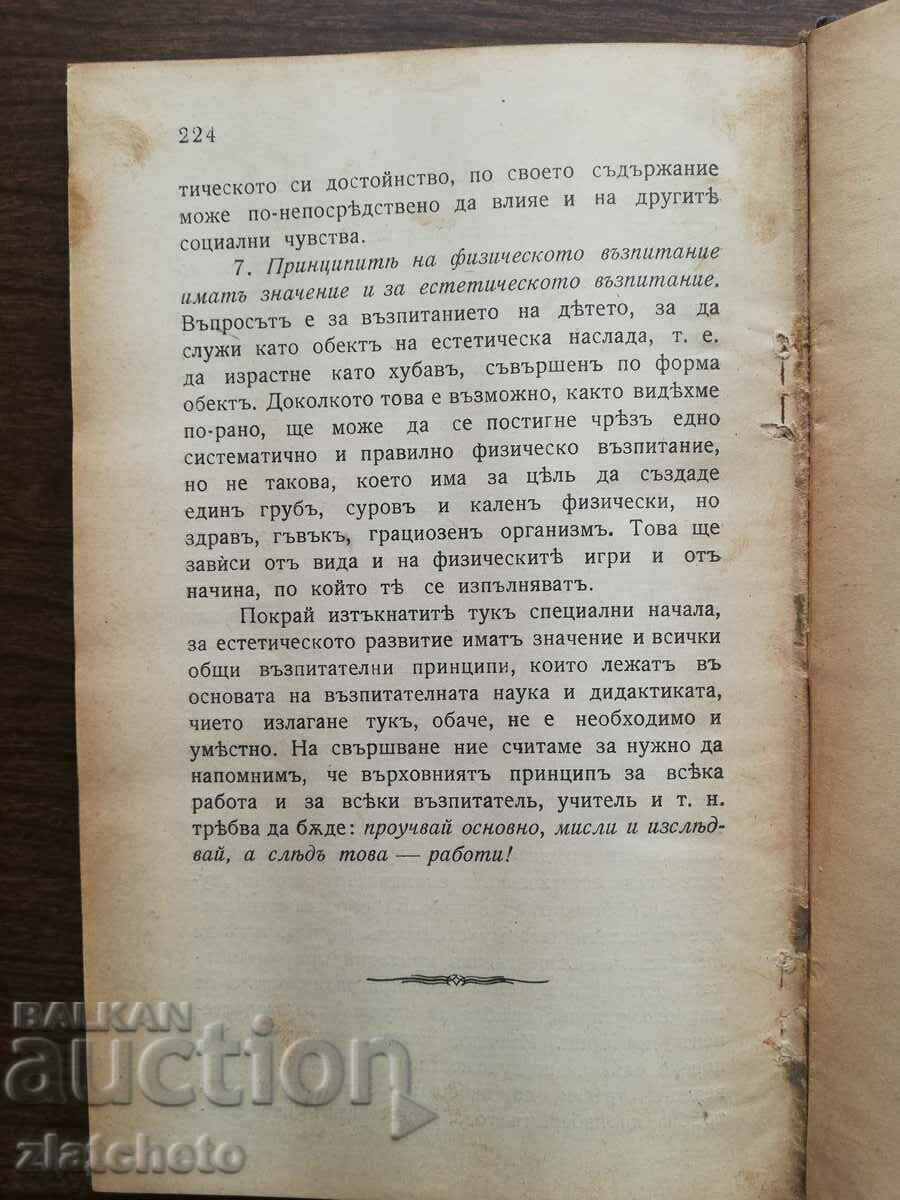 224
тическото си достойнство, по своето съдържание
може по-непосрѣдствено да влияе и на другитѣ
социални чувства.
7. Принципитѣ на физическото възпитание
иматъ значение и за естетическото възпитание.
Въпросътъ е за възпитанието на дѣтето, за да
служи като обектъ на естетическа наслада, т. е.
да израстне като хубавъ, съвършенъ по форма
обектъ. Доколкото това е възможно, както видѣхме
по-рано, ще може да се постигне чрѣзъ едно
систематично и правилно физическо възпитание,
но не такова, което има за цѣль да създаде
единъ грубъ, суровъ и каленъ физически, но
здравъ, гъвъкъ, грациозенъ организмъ. Това ще
зависи отъ вида и на физическитѣ игри и отъ
начина, по който тѣ се изпълняватъ.
Покрай изтъкнатитѣ тукъ специални начала,
за естетическото развитие иматъ значение и всички
общи възпитателни принципи, които лежатъ въ
основата на възпитателната наука и дидактиката,
чието излагане тукъ, обаче, не е необходимо и
умѣстно. На свършване ние считаме за нужно да
напомнимъ, че върховниятъ принципъ за всѣка
работа и за всѣки възпитатель, учитель и т. н.
трѣбва да бѫде: проучвай основно, мисли и изслѣд-
вай, а слѣдъ това — работи!
BALKAN
auction
zlatcheto